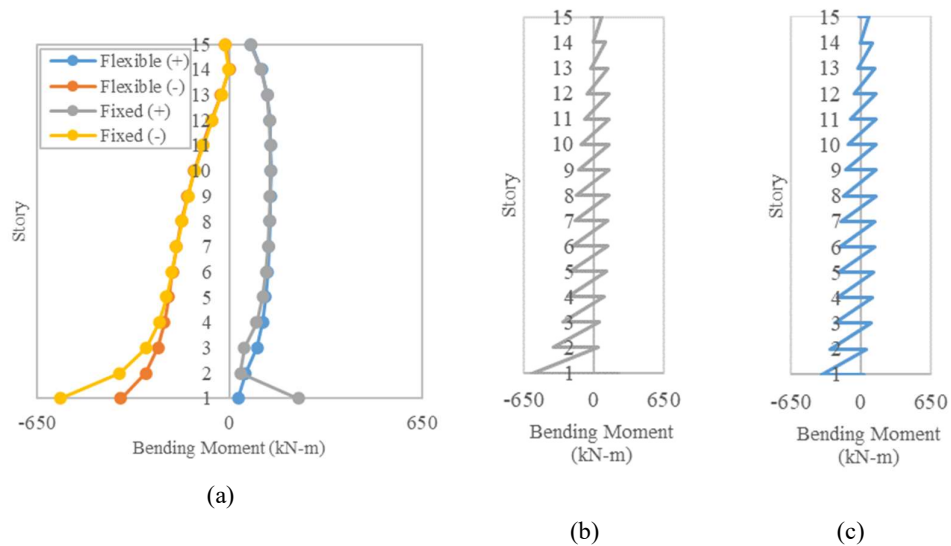 15
14
13
12
11
10
9
8
7
6
5
4
3
2
1
Flexible (+)
Flexible (-)
Fixed (+)
Fixed (-)
Story
-650 0 650
Bending Moment (kN-m)
(a)
15
14
13
12
11
10
9
8
7
6
5
4
3
2
1
Story
-650 0 650
Bending Moment
(kN-m)
(b)
15
14
13
12
11
10
9
8
7
6
5
4
3
2
1
Story
-650 0 650
Bending Moment
(kN-m)
(c)